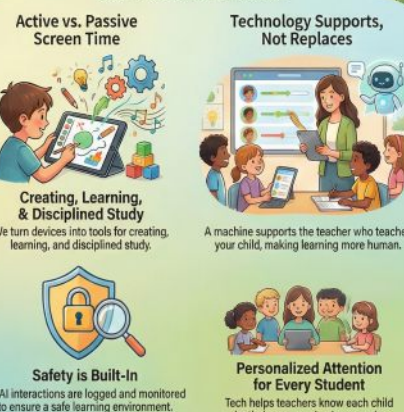 Active vs. Passive
Screen Time
Creating, Learning,
& Disciplined Study
We turn devices into tools for creating,
learning, and disciplined study.
Technology Supports,
Not Replaces
A machine supports the teacher who teaches
your child, making learning more human.
Safety is Built-In
AI interactions are logged and monitored
to ensure a safe learning environment.
Personalized Attention
for Every Student
Tech helps teachers know each child